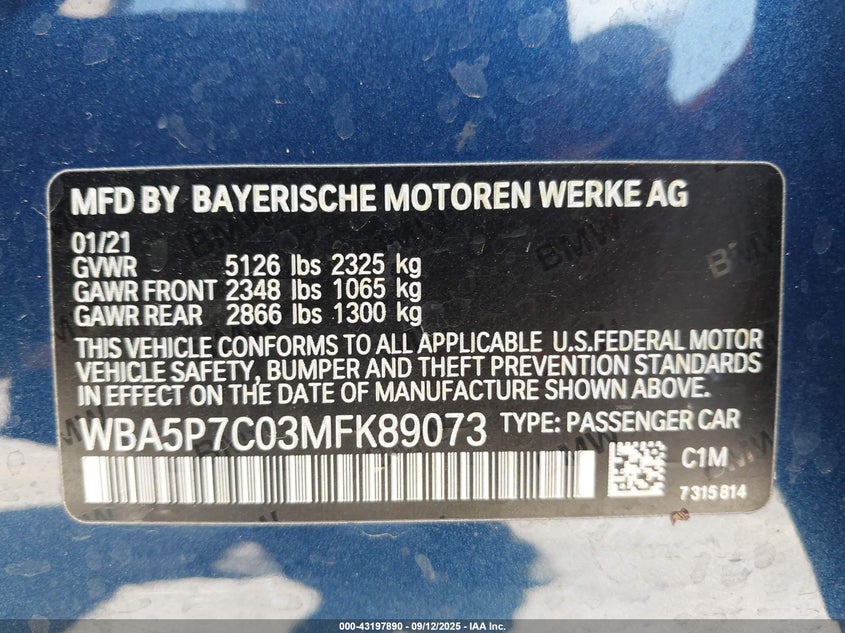 MFD BY BAYERISCHE MOTOREN WERKE AG
01/21
GVWR 5126 lbs 2325 kg
GAWR FRONT 2348 lbs 1065 kg
GAWR REAR 2866 lbs 1300 kg
THIS VEHICLE CONFORMS TO ALL APPLICABLE U.S.FEDERAL MOTOR
VEHICLE SAFETY, BUMPER AND THEFT PREVENTION STANDARDS
IN EFFECT ON THE DATE OF MANUFACTURE SHOWN ABOVE.
WBA5P7C03MFK89073 TYPE: PASSENGER CAR
C1M
7315814
000-43197890 - 09/12/2025 - IAA Inc.